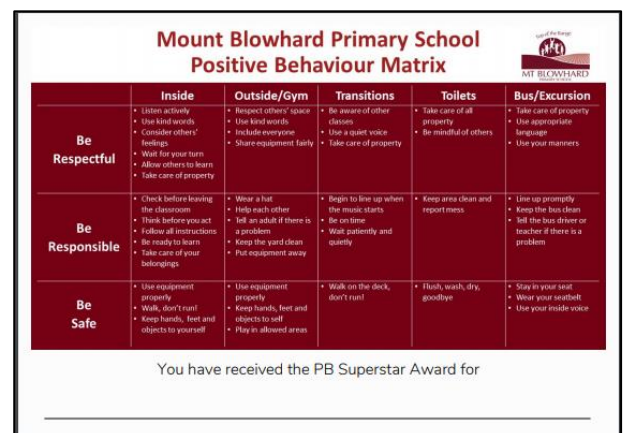 Mount Blowhard Primary School
Positive Behaviour Matrix
MT BLOWHARD
PRIMARY SCHOOL
Inside
Outside/Gym
Transitions
Toilets
Bus/Excursion
Be
Respectful
• Listen actively
• Use kind words
• Consider others'
feelings
• Wait for your turn
• Allow others to learn
• Take care of property
• Respect others' space
• Use kind words
• Include everyone
• Share equipment fairly
• Be aware of other
classes
• Use a quiet voice
• Take care of property
• Take care of all
property
• Be mindful of others
• Take care of property
• Use appropriate
language
• Use your manners
Be
Responsible
• Check before leaving
the classroom
• Think before you act
• Follow all instructions
• Be ready to learn
• Take care of your
belongings
• Wear a hat
• Help each other
• Tell an adult if there is
a problem
• Keep the yard clean
• Put equipment away
• Begin to line up when
the music starts
• Be on time
• Wait patiently and
quietly
• Keep area clean and
report mess
• Line up promptly
• Keep the bus clean
• Tell the bus driver or
teacher if there is a
problem
Be
Safe
• Use equipment
properly
• Walk, don't run!
• Keep hands, feet and
objects to yourself
• Use equipment
properly
• Keep hands, feet and
objects to self
• Play in allowed areas
• Walk on the deck,
don't run!
• Flush, wash, dry,
goodbye
• Stay in your seat
• Wear your seatbelt
• Use your inside voice
You have received the PB Superstar Award for